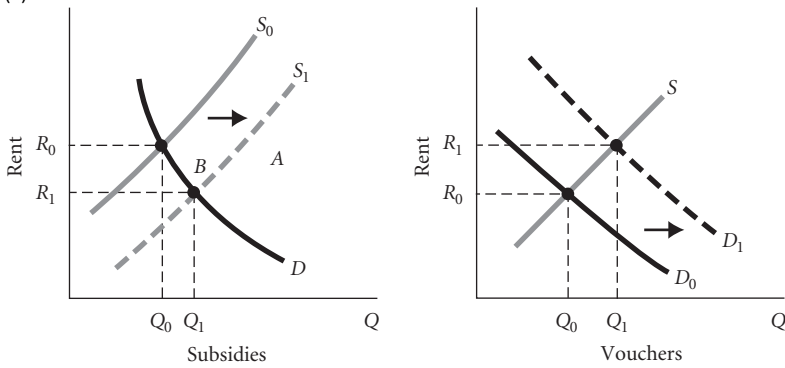 S0
S1
R0
B
A
Rent
R1
D
Q0 Q1 Q
Subsidies
S
R1
Rent
R0
D1
D0
Q0 Q1 Q
Vouchers